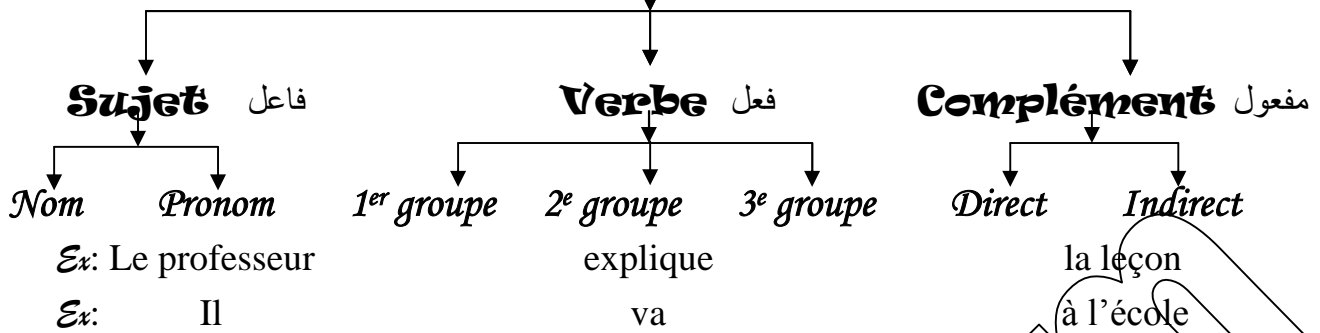 Sujet فاعل Verbe فعل Complément مفعول
Nom Pronom 1er groupe 2e groupe 3e groupe Direct Indirect
Ex: Le professeur explique la leçon
Ex: Il va à l'école